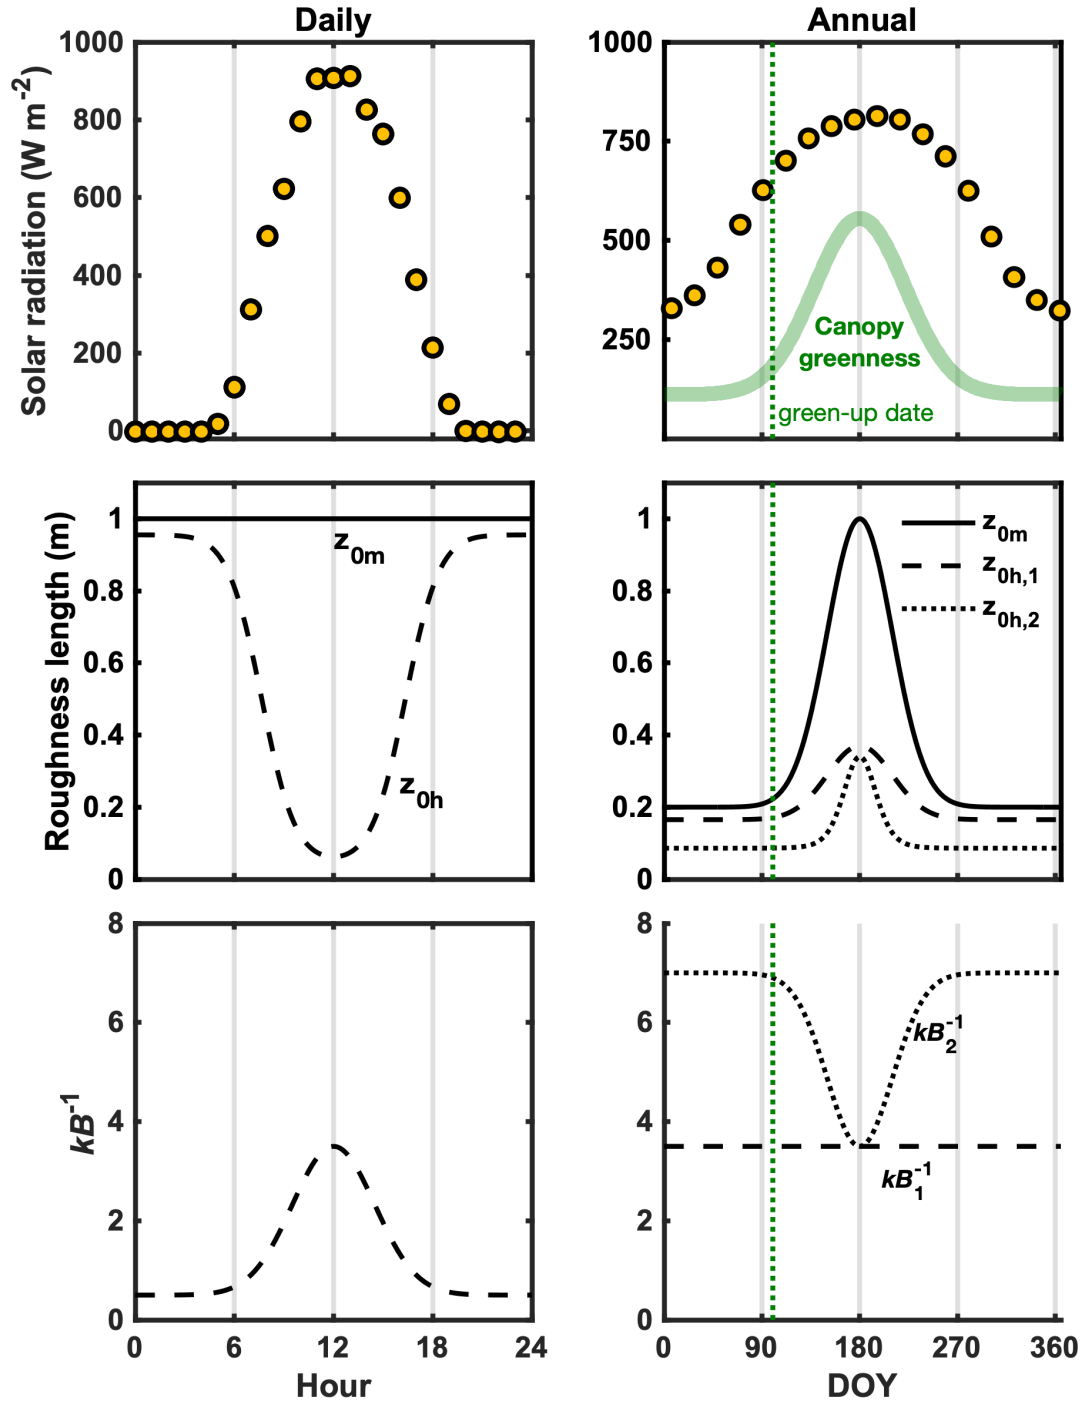 Daily
Annual
1000
800
600
400
200
0
Solar radiation (W m-2)
1000
750
500
250
Canopy
greenness
green-up date
1
0.8
0.6
0.4
0.2
0
Roughness length (m)
z0m
z0h
1
0.8
0.6
0.4
0.2
0
z0m
z0h,1
z0h,2
8
6
4
2
0
kB-1
0
6
12
18
24
Hour
8
6
4
2
0
kB2-1
kB1-1
0
90
180
270
360
DOY